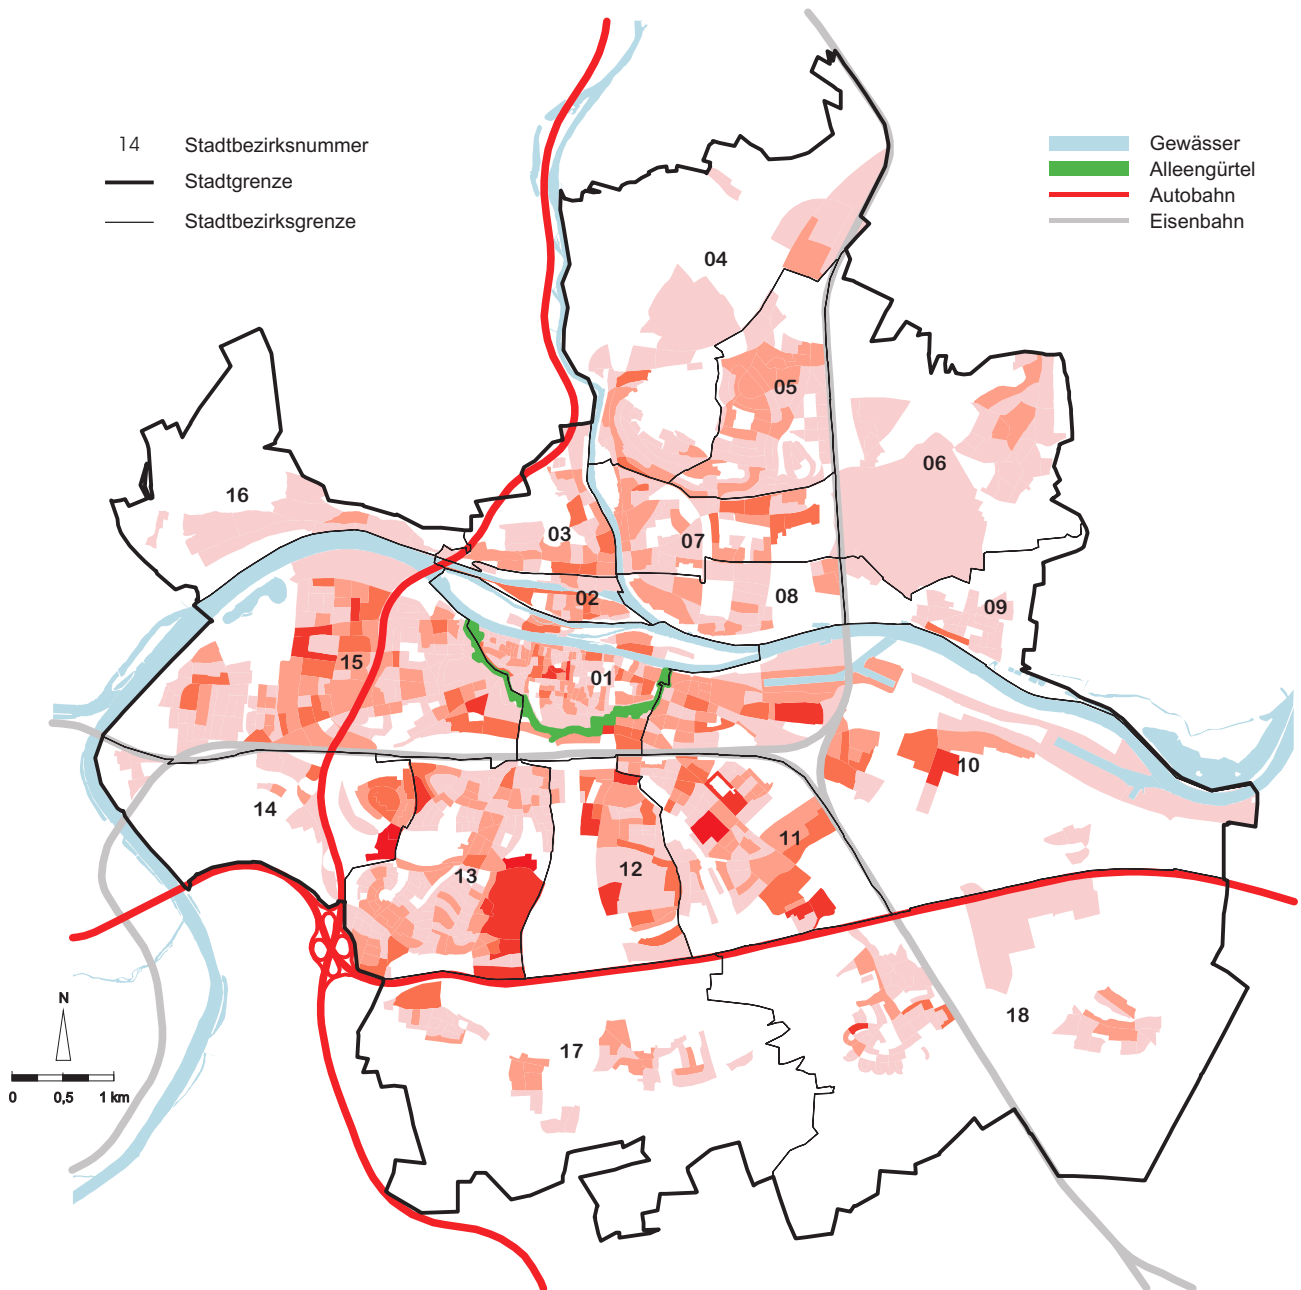 14 Stadtbezirksnummer
Stadtgrenze
Stadtbezirksgrenze
Gewässer
Alleengürtel
Autobahn
Eisenbahn
04
05
06
16
03
07
02
08
09
15
01
10
14
11
13
12
18
17
N
0 0,5 1 km